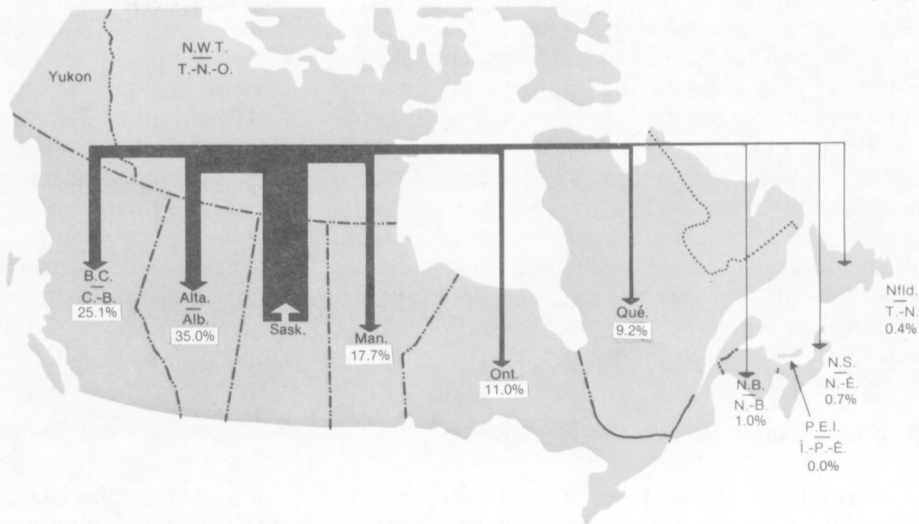 N.W.T.
T.-N.-O.
Yukon
B.C.
C.-B.
25.1%
Alta.
Alb.
35.0%
Sask.
Man.
17.7%
Ont.
11.0%
Qué.
9.2%
N.B.
N.-B.
1.0%
P.E.I.
Î.-P.-É.
0.0%
N.S.
N.-É.
0.7%
Nfld.
T.-N.
0.4%